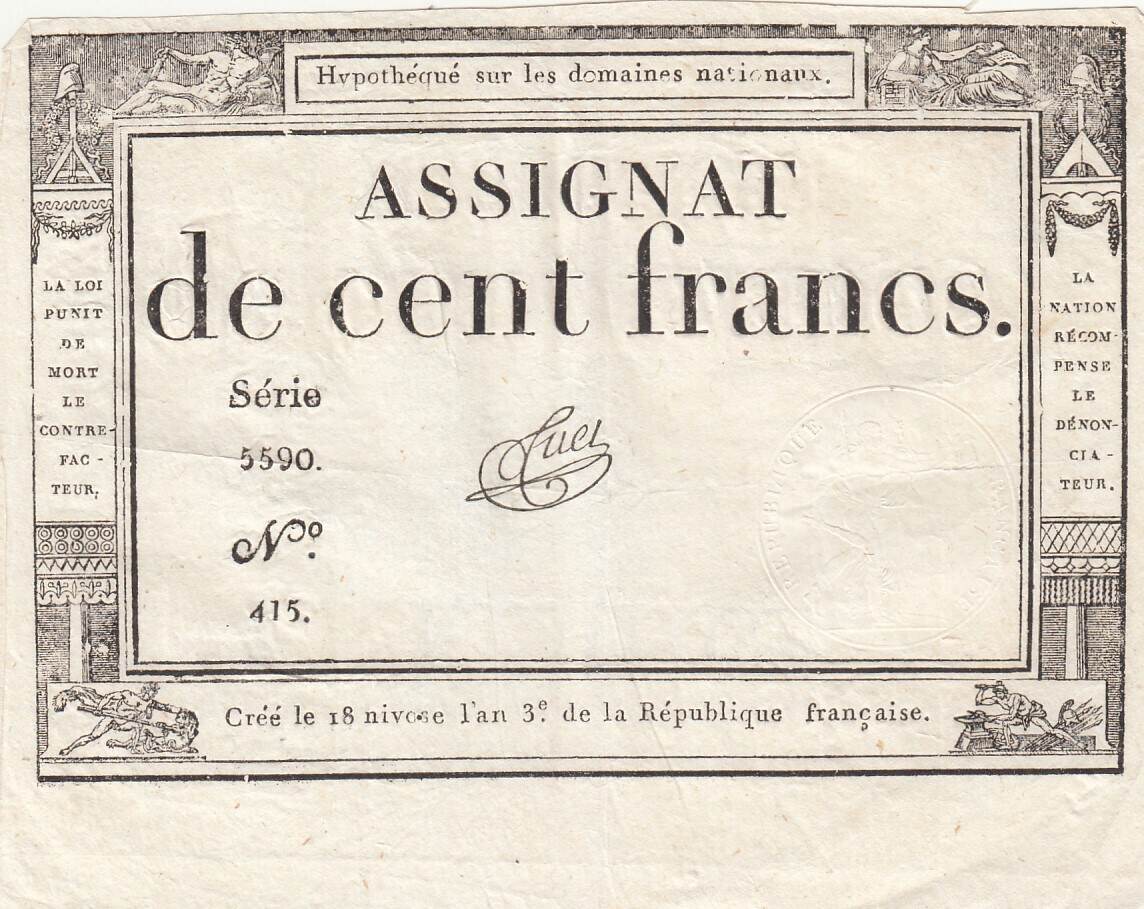 Hypothéqué sur les domaines nationaux.
ASSIGNAT
de cent francs.
LA LOI
PUNIT
DE
MORT
LE
CONTRE-
FAC-
TEUR.
Série
5590.
Nº.
415.
LA
NATION
RÉCOM-
PENSE
LE
DÉNON-
CIA-
TEUR.
RÉPUBLIQUE
Créé le 18 nivose l'an 3e. de la République française.